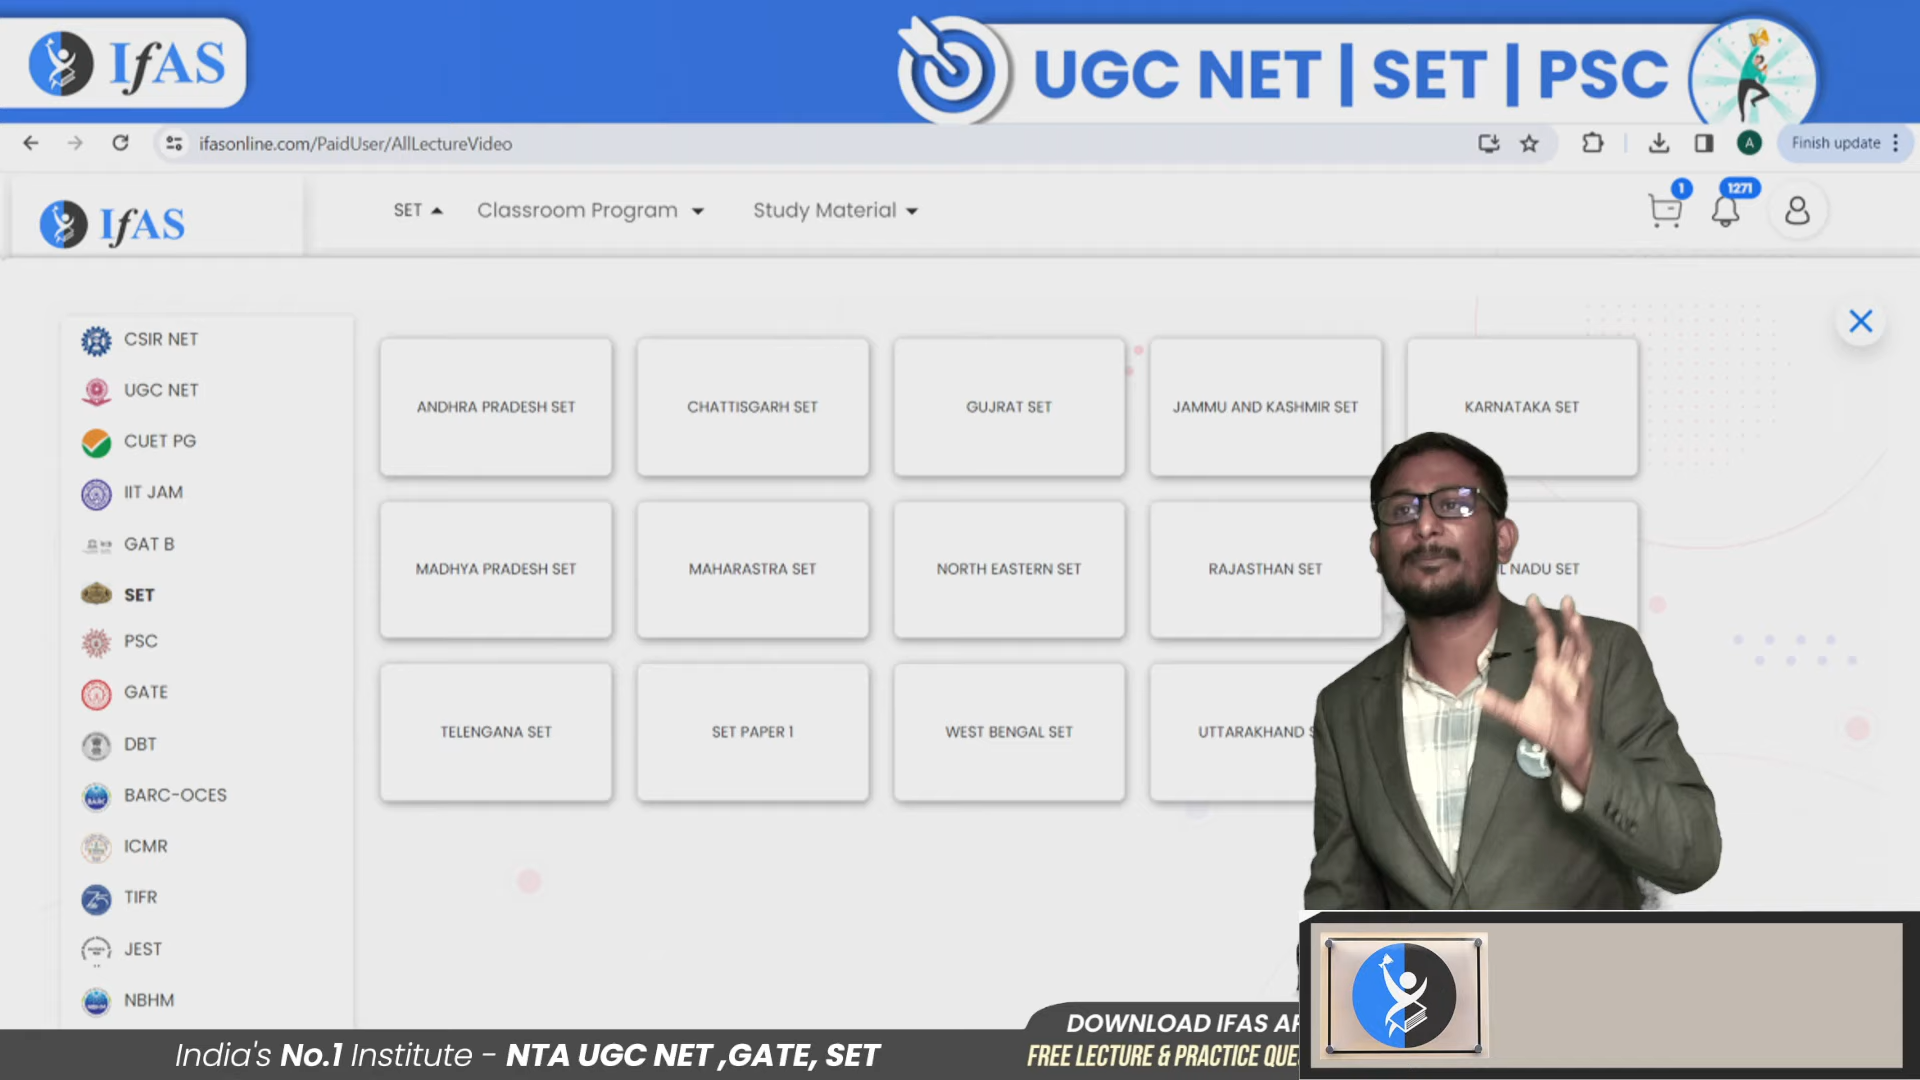 IfAS
UGC NET | SET | PSC
ifasonline.com/PaidUser/AllLectureVideo
A
Finish update
IfAS
SET
Classroom Program
Study Material
1
1271
CSIR NET
UGC NET
CUET PG
IIT JAM
GAT B
SET
PSC
GATE
DBT
BARC-OCES
ICMR
TIFR
JEST
NBHM
ANDHRA PRADESH SET
CHATTISGARH SET
GUJRAT SET
JAMMU AND KASHMIR SET
KARNATAKA SET
MADHYA PRADESH SET
MAHARASTRA SET
NORTH EASTERN SET
RAJASTHAN SET
NADU SET
TELENGANA SET
SET PAPER 1
WEST BENGAL SET
UTTARAKHAND
DOWNLOAD IFAS
FREE LECTURE & PRACTICE
India's No.1 Institute - NTA UGC NET ,GATE, SET